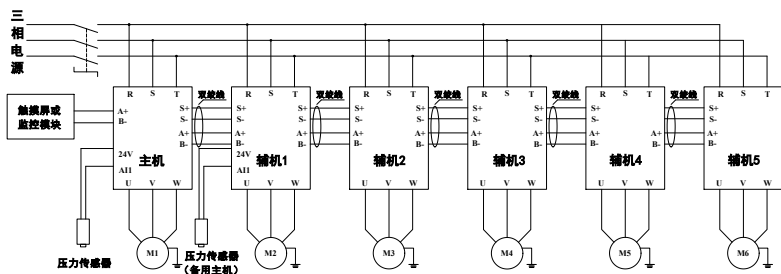 三
相
电
源
R S T R S T R S T R S T R S T R S T
双绞线 双绞线 双绞线 双绞线 双绞线
触摸屏或
监控模块
A+
B-
24V
AI1
主机
S+
S-
A+
B-
U V W
S+
S-
A+
B-
24V
AI1
辅机1
S+
S-
A+
B-
U V W
S+
S-
A+
B-
辅机2
S+
S-
A+
B-
U V W
S+
S-
A+
B-
辅机3
S+
S-
A+
B-
U V W
S+
S-
A+
B-
辅机4
A+
B-
U V W
S+
S-
A+
B-
辅机5
U V W
压力传感器
压力传感器
（备用主机）
M1 M2 M3 M4 M5 M6